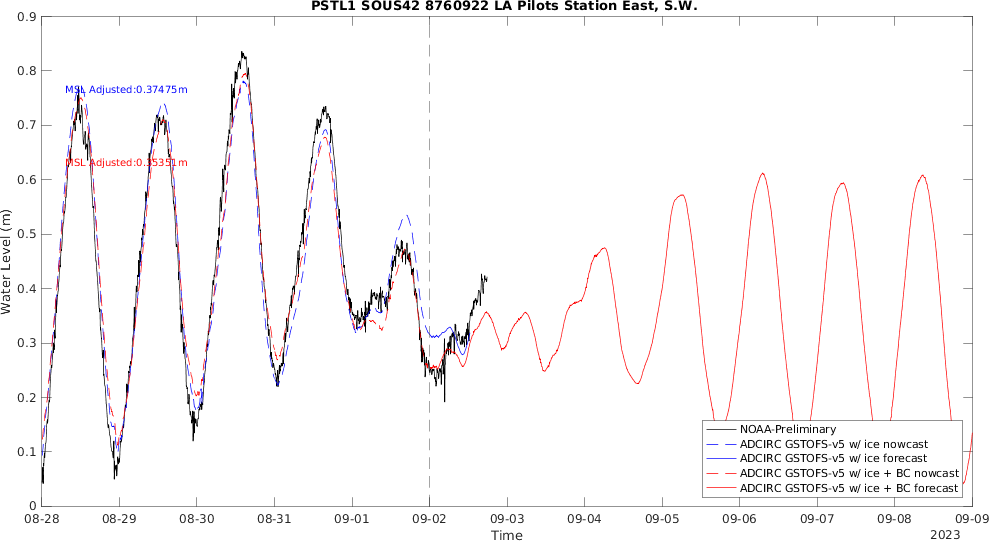 PSTL1 SOUS42 8760922 LA Pilots Station East, S.W.
0.9
0.8
0.7
0.6
0.5
0.4
0.3
0.2
0.1
0
Water Level (m)
MSL Adjusted:0.37475m
MSL Adjusted:0.35351m
NOAA-Preliminary
ADCIRC GSTOFS-v5 w/ ice nowcast
ADCIRC GSTOFS-v5 w/ ice forecast
ADCIRC GSTOFS-v5 w/ ice + BC nowcast
ADCIRC GSTOFS-v5 w/ ice + BC forecast
08-28 08-29 08-30 08-31 09-01 09-02 09-03 09-04 09-05 09-06 09-07 09-08 09-09
Time
2023